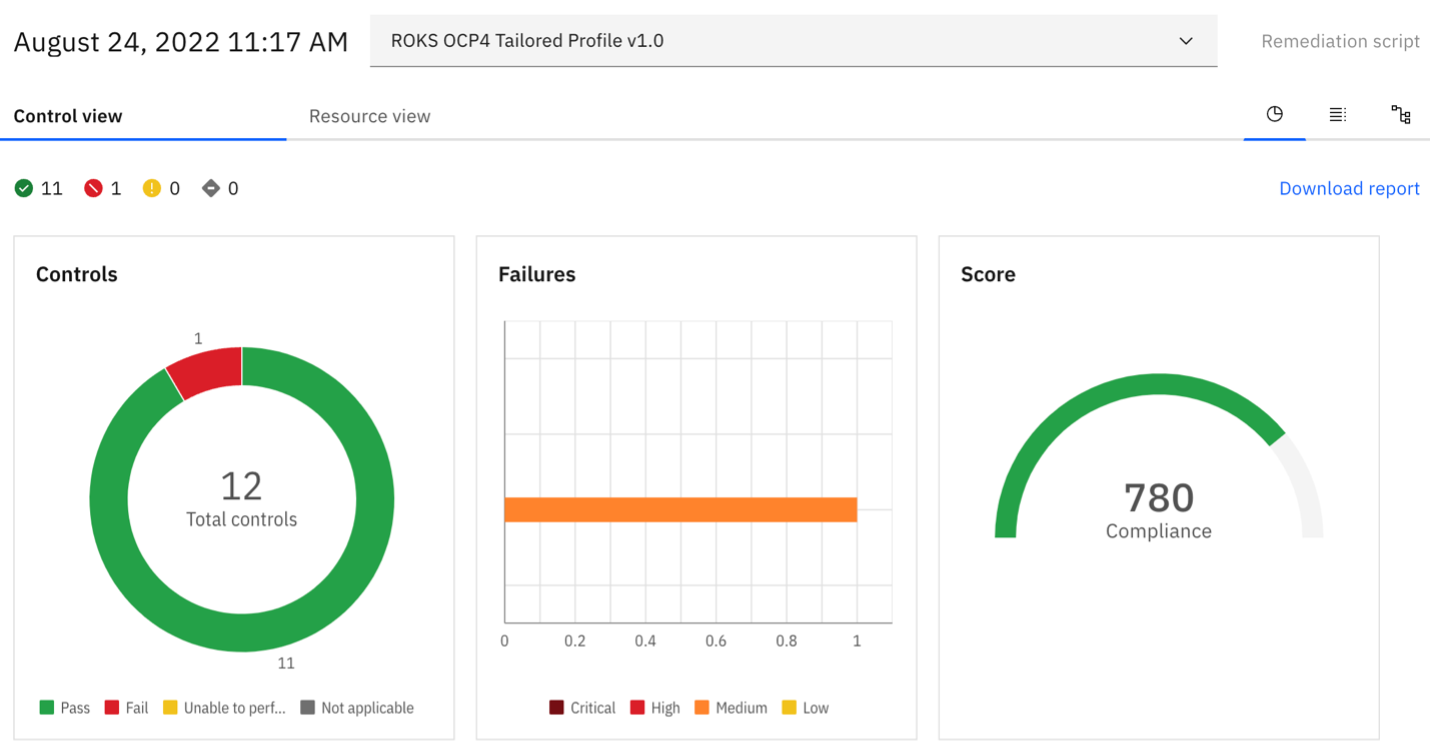 August 24, 2022 11:17 AM
ROKS OCP4 Tailored Profile v1.0
Remediation script
Control view
Resource view
11
1
0
0
Download report
Controls
1
12
Total controls
11
Pass
Fail
Unable to perf...
Not applicable
Failures
0
0.2
0.4
0.6
0.8
1
Critical
High
Medium
Low
Score
780
Compliance